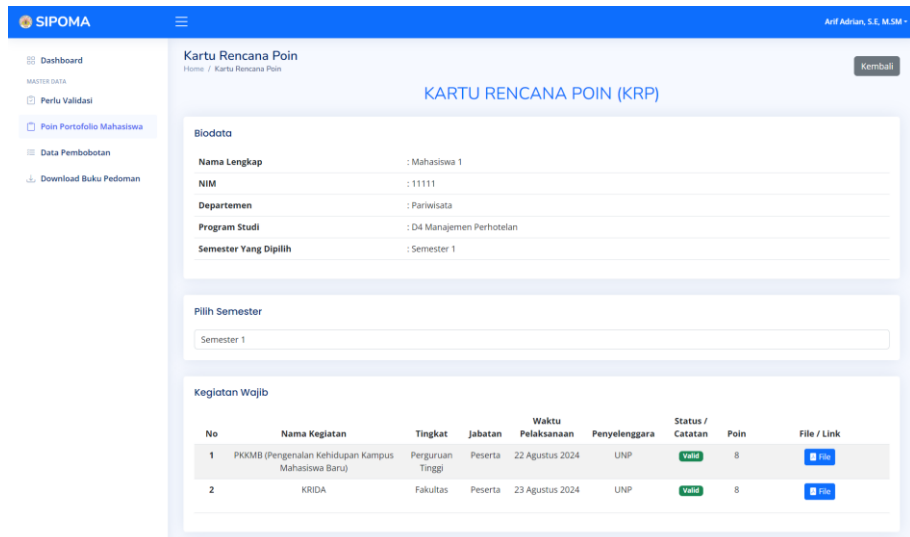 SIPOMA
Arif Adrian, S.E, M.SM
Dashboard
MASTER DATA
Perlu Validasi
Poin Portofolio Mahasiswa
Data Pembobotan
Download Buku Pedoman
Kartu Rencana Poin
Home / Kartu Rencana Poin
Kembali
KARTU RENCANA POIN (KRP)
Biodata
Nama Lengkap : Mahasiswa 1
NIM : 11111
Departemen : Pariwisata
Program Studi : D4 Manajemen Perhotelan
Semester Yang Dipilih : Semester 1
Pilih Semester
Semester 1
Kegiatan Wajib
No Nama Kegiatan Tingkat Jabatan Waktu Pelaksanaan Penyelenggara Status / Catatan Poin File / Link
1 PKKMB (Pengenalan Kehidupan Kampus Mahasiswa Baru) Perguruan Tinggi Peserta 22 Agustus 2024 UNP Valid 8 File
2 KRIDA Fakultas Peserta 23 Agustus 2024 UNP Valid 8 File